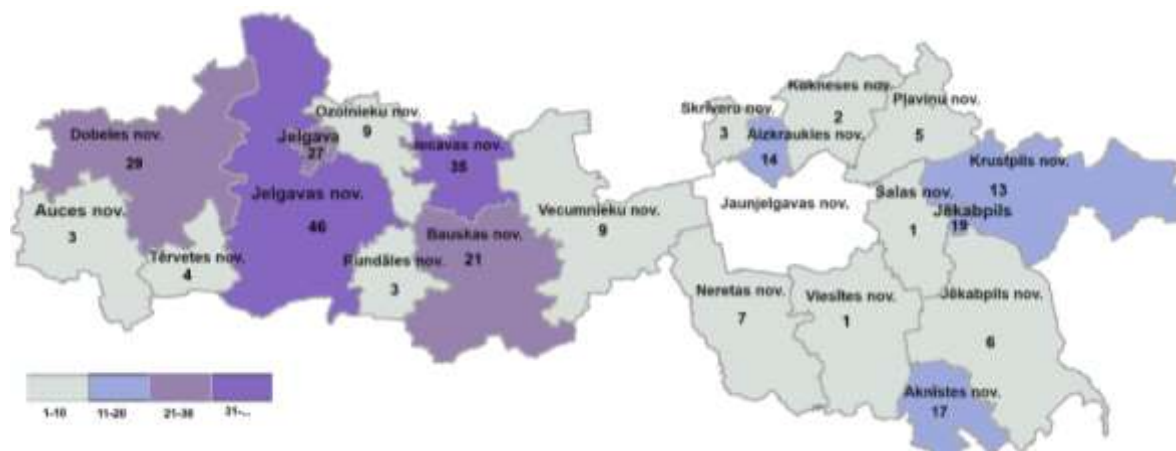 Kokneses nov.
2
Skrīveru nov.
3
Pļaviņu nov.
5
Ozolnieku nov.
9
Dobeles nov.
29
Jelgava
27
Iecavas nov.
35
Aizkraukles nov.
14
Krustpils nov.
13
Jelgavas nov.
46
Auces nov.
3
Vecumnieku nov.
9
Jaunjelgavas nov.
Salas nov.
1
Jēkabpils
19
Bauskas nov.
21
Tērvetes nov.
4
Rundāles nov.
3
Neretas nov.
7
Viesītes nov.
1
Jēkabpils nov.
6
Aknīstes nov.
17
1-10 11-20 21-30 31-...